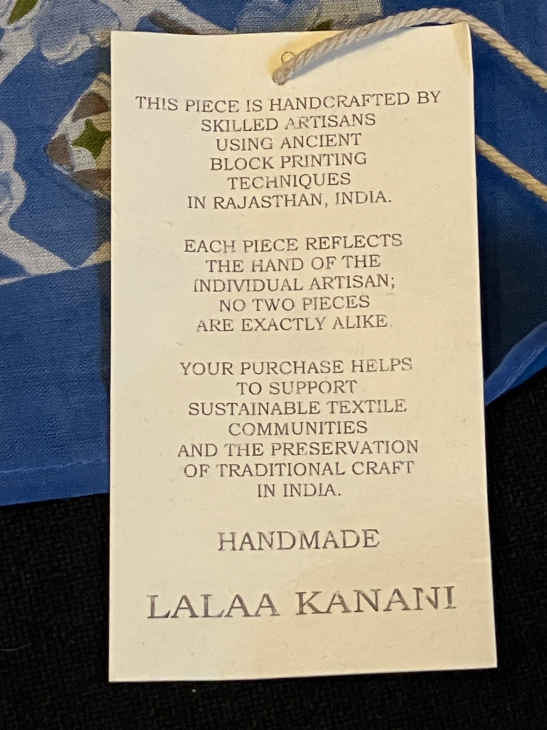 THIS PIECE IS HANDCRAFTED BY
SKILLED ARTISANS
USING ANCIENT
BLOCK PRINTING
TECHNIQUES
IN RAJASTHAN, INDIA.
EACH PIECE REFLECTS
THE HAND OF THE
INDIVIDUAL ARTISAN;
NO TWO PIECES
ARE EXACTLY ALIKE.
YOUR PURCHASE HELPS
TO SUPPORT
SUSTAINABLE TEXTILE
COMMUNITIES
AND THE PRESERVATION
OF TRADITIONAL CRAFT
IN INDIA.
HANDMADE
LALAA KANANI